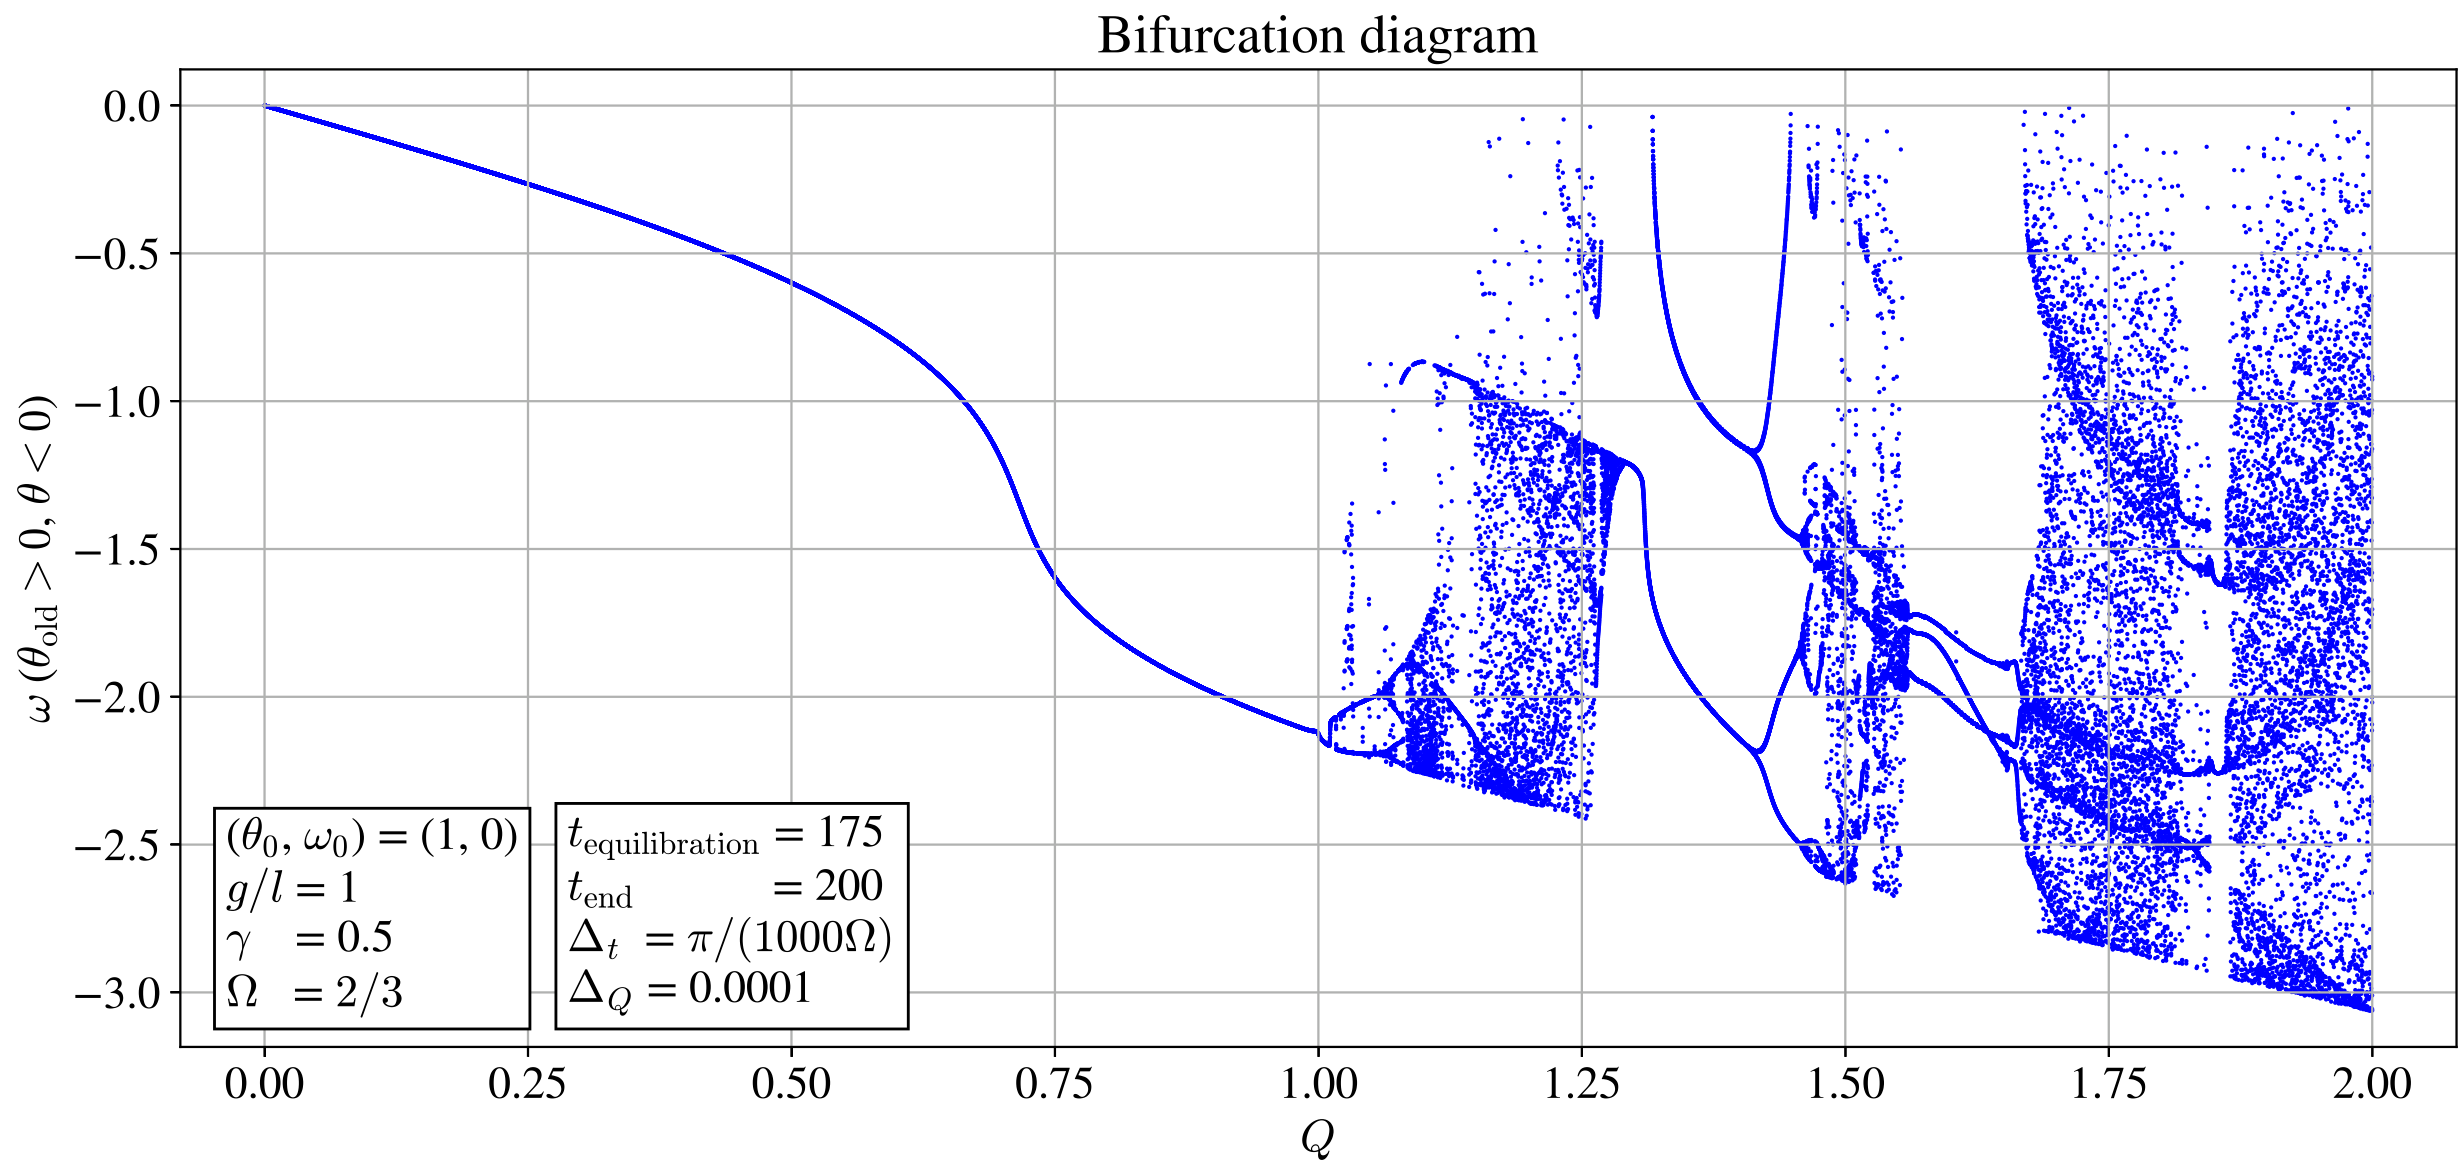 Bifurcation diagram
ω (θ_old > 0, θ < 0)
0.0
−0.5
−1.0
−1.5
−2.0
−2.5
−3.0
(θ₀, ω₀) = (1, 0)
g/l = 1
γ = 0.5
Ω = 2/3
t_equilibration = 175
t_end = 200
Δ_t = π/(1000Ω)
Δ_Q = 0.0001
0.00 0.25 0.50 0.75 1.00 1.25 1.50 1.75 2.00
Q